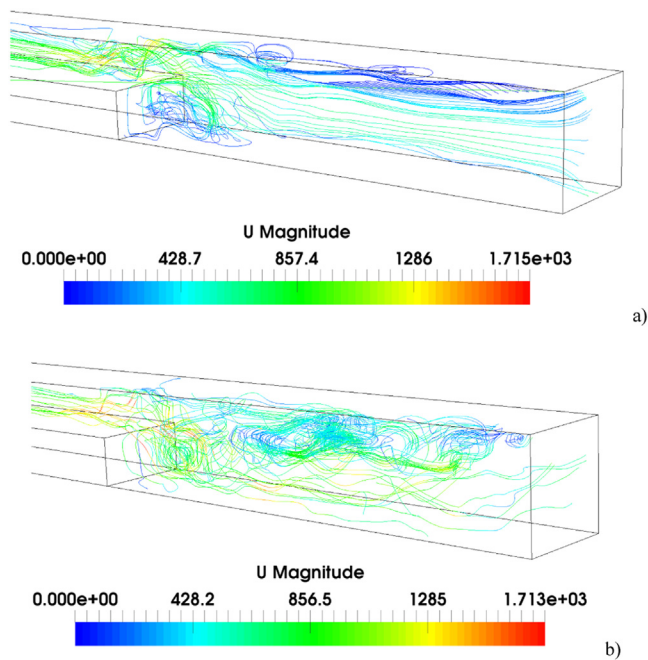 U Magnitude
0.000e+00 428.7 857.4 1286 1.715e+03
a)
U Magnitude
0.000e+00 428.2 856.5 1285 1.713e+03
b)